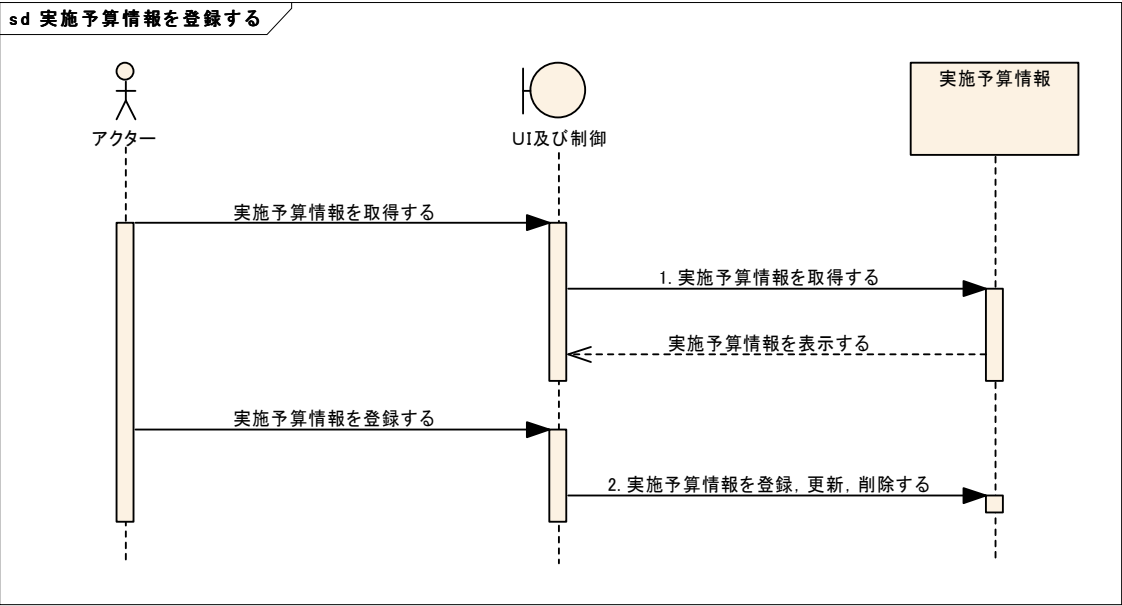 sd 実施予算情報を登録する
アクター
UI及び制御
実施予算情報
実施予算情報を取得する
1.実施予算情報を取得する
実施予算情報を表示する
実施予算情報を登録する
2.実施予算情報を登録,更新,削除する